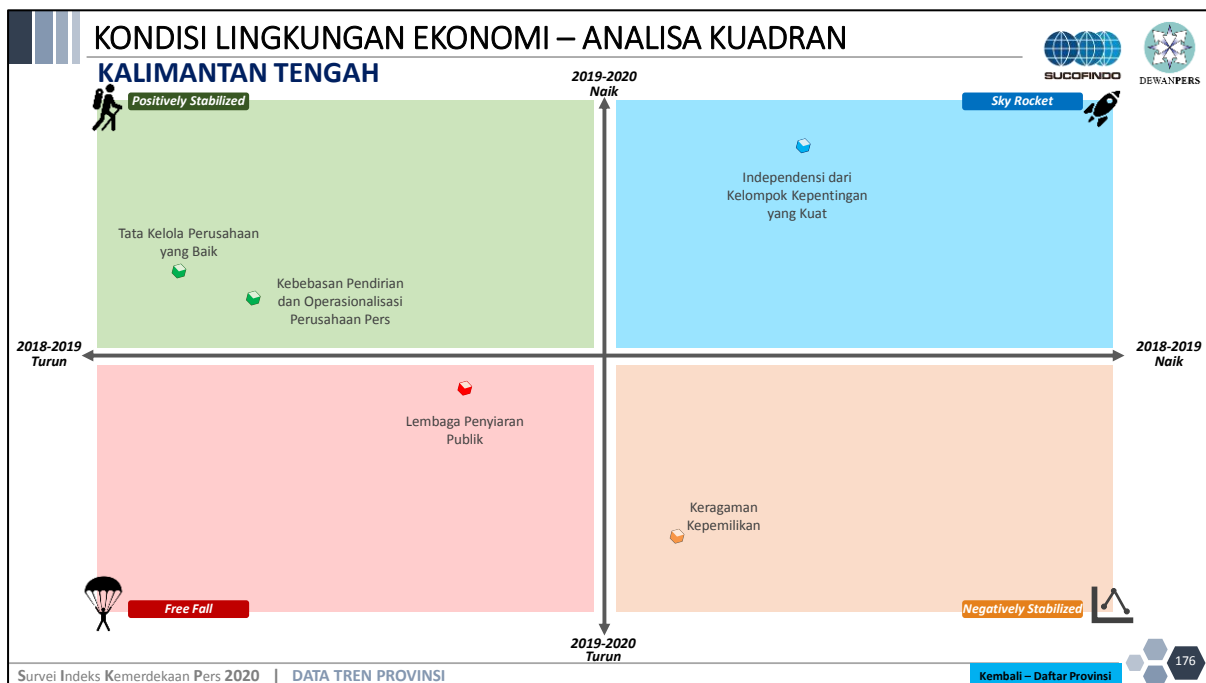 KONDISI LINGKUNGAN EKONOMI – ANALISA KUADRAN
KALIMANTAN TENGAH
SUCOFINDO
DEWANPERS
2019-2020
Naik
Positively Stabilized
Sky Rocket
Independensi dari
Kelompok Kepentingan
yang Kuat
Tata Kelola Perusahaan
yang Baik
Kebebasan Pendirian
dan Operasionalisasi
Perusahaan Pers
2018-2019
Turun
2018-2019
Naik
Lembaga Penyiaran
Publik
Keragaman
Kepemilikan
Free Fall
Negatively Stabilized
2019-2020
Turun
Survei Indeks Kemerdekaan Pers 2020 | DATA TREN PROVINSI
Kembali – Daftar Provinsi
176